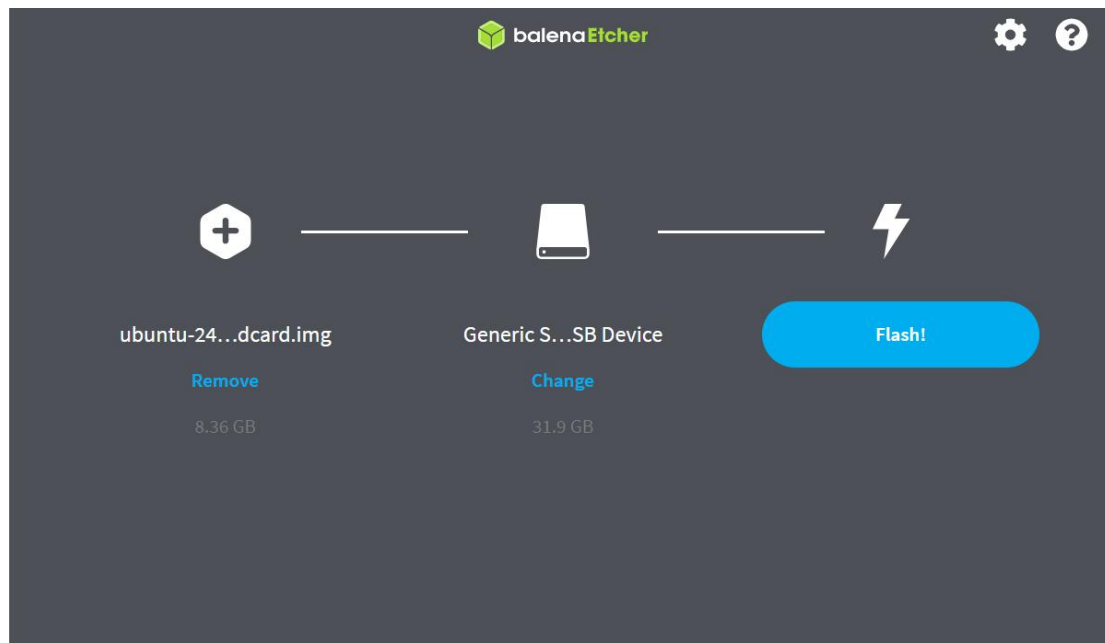 balenaEtcher
ubuntu-24...dcard.img
Generic S...SB Device
Flash!
Remove
Change
8.36 GB
31.9 GB